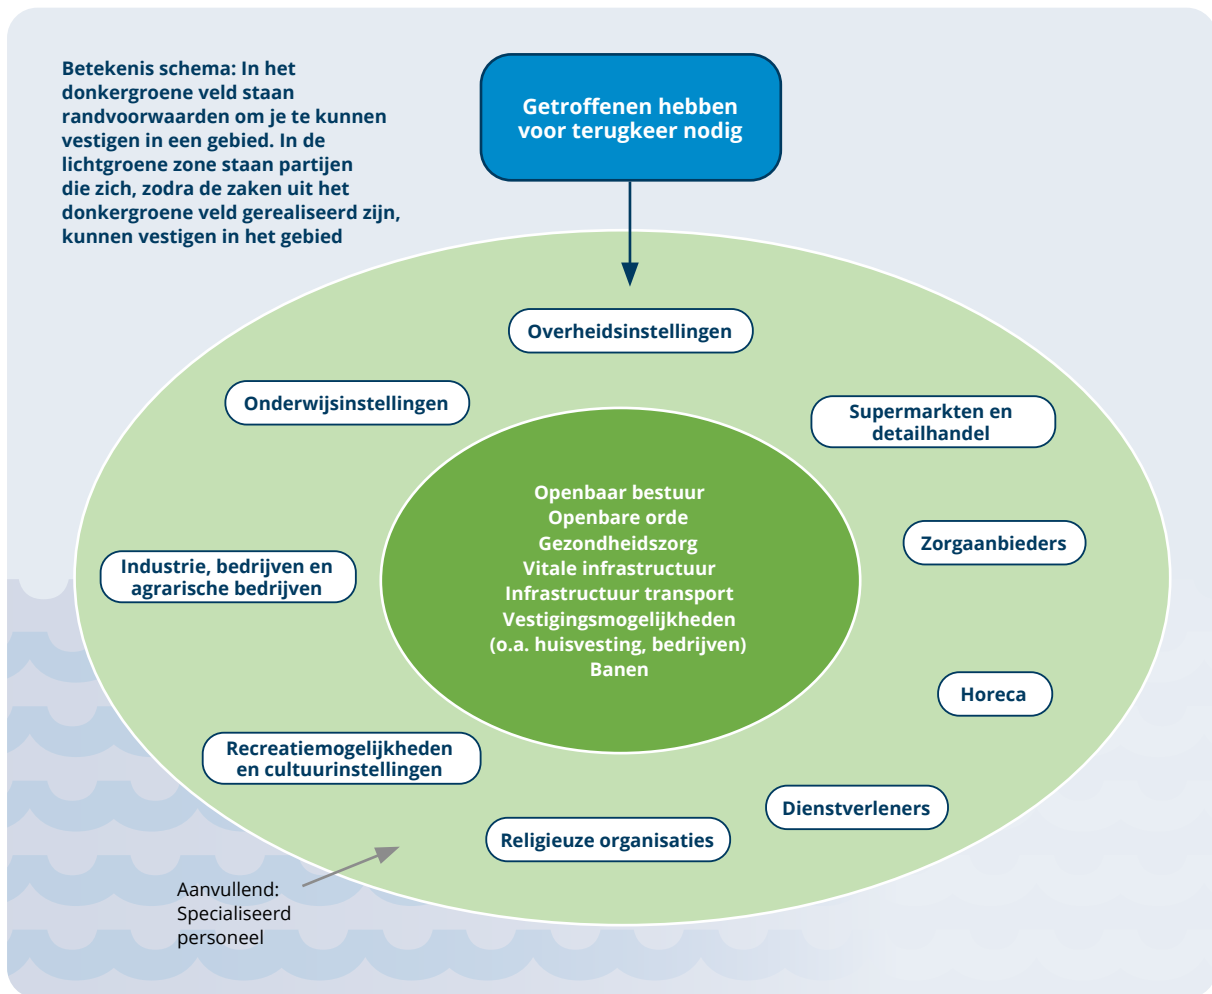 Betekenis schema: In het
donkergroene veld staan
randvoorwaarden om je te kunnen
vestigen in een gebied. In de
lichtgroene zone staan partijen
die zich, zodra de zaken uit het
donkergroene veld gerealiseerd zijn,
kunnen vestigen in het gebied
Getroffenen hebben
voor terugkeer nodig
Overheidsinstellingen
Onderwijsinstellingen
Supermarkten en
detailhandel
Openbaar bestuur
Openbare orde
Gezondheidszorg
Vitale infrastructuur
Infrastructuur transport
Vestigingsmogelijkheden
(o.a. huisvesting, bedrijven)
Banen
Zorgaanbieders
Industrie, bedrijven en
agrarische bedrijven
Horeca
Recreatiemogelijkheden
en cultuurinstellingen
Dienstverleners
Religieuze organisaties
Aanvullend:
Specialiseerd
personeel